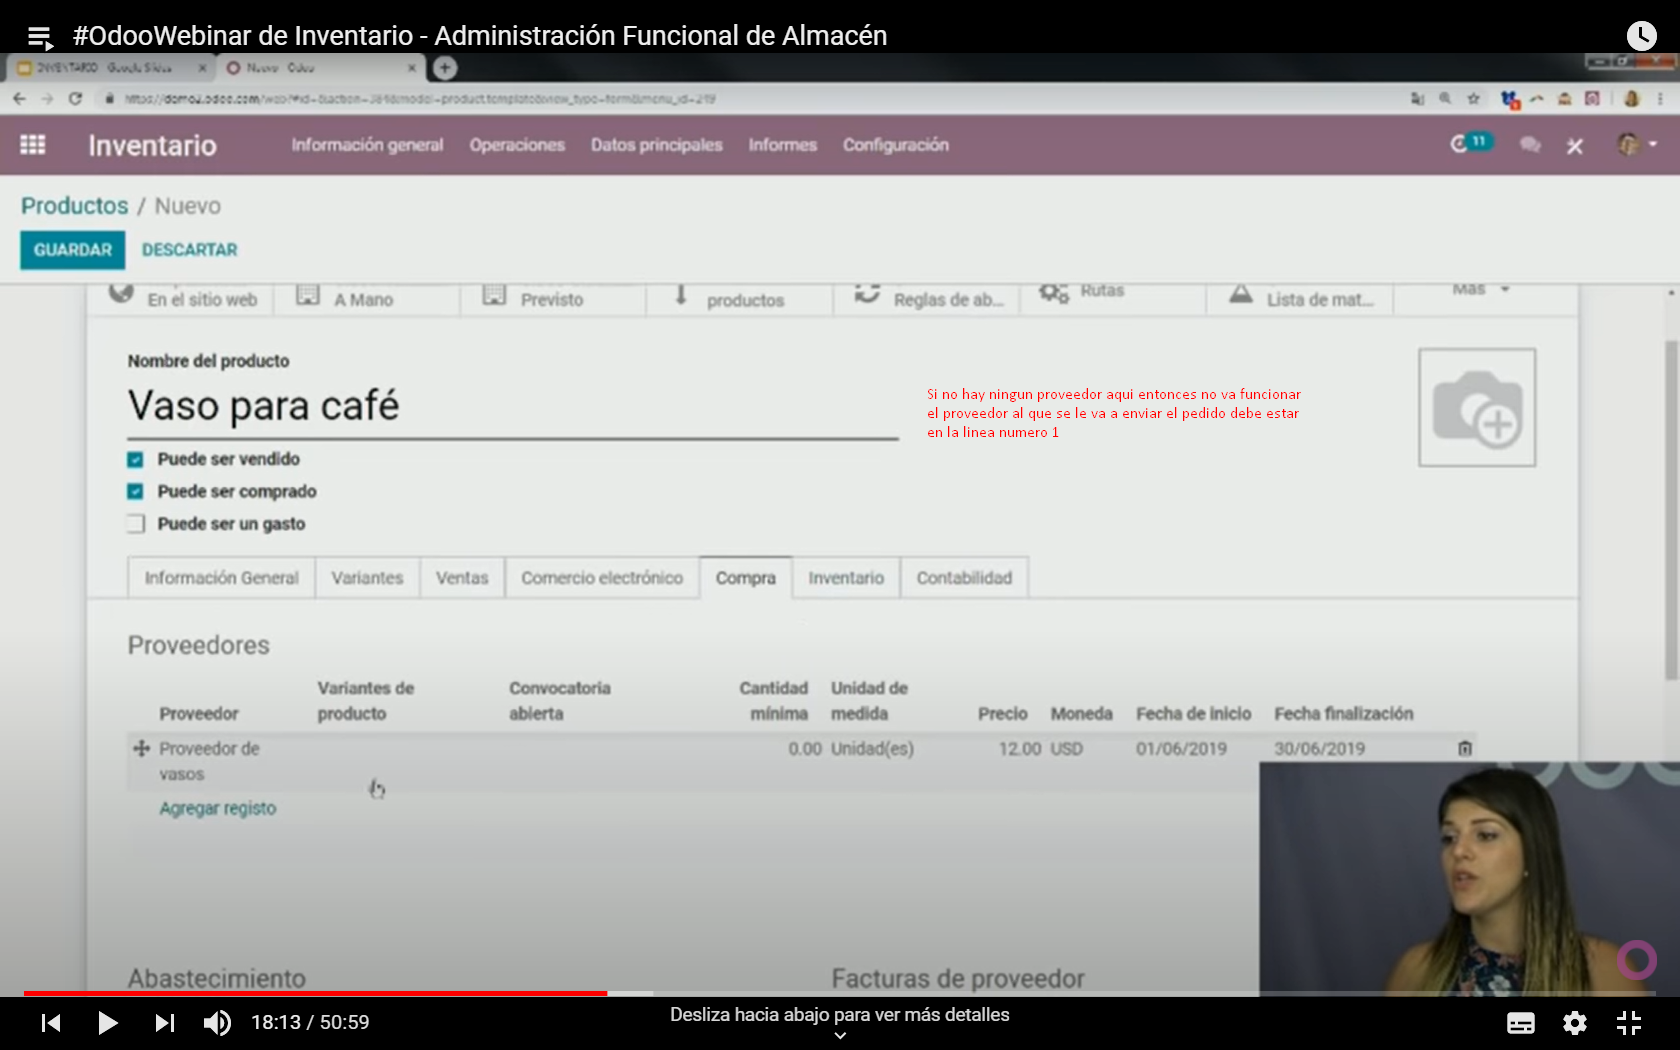 #OdooWebinar de Inventario - Administración Funcional de Almacén
INVENTARIO - Google Slides
Nuevo - Odoo
Inventario
Información general
Operaciones
Datos principales
Informes
Configuración
11
Productos / Nuevo
GUARDAR
DESCARTAR
En el sitio web
A Mano
Previsto
productos
Reglas de ab...
Rutas
Lista de mat...
Más
Nombre del producto
Vaso para café
Si no hay ningun proveedor aqui entonces no va funcionar
el proveedor al que se le va a enviar el pedido debe estar
en la linea numero 1
Puede ser vendido
Puede ser comprado
Puede ser un gasto
Información General
Variantes
Ventas
Comercio electrónico
Compra
Inventario
Contabilidad
Proveedores
Proveedor
Variantes de
producto
Convocatoria
abierta
Cantidad
mínima
Unidad de
medida
Precio
Moneda
Fecha de inicio
Fecha finalización
Proveedor de
vasos
0.00
Unidad(es)
12.00
USD
01/06/2019
30/06/2019
Agregar registo
Abastecimiento
Facturas de proveedor
18:13 / 50:59
Desliza hacia abajo para ver más detalles